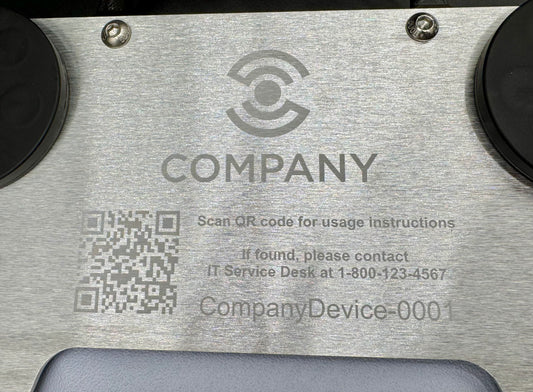 COMPANY
Scan QR code for usage instructions
If found, please contact
IT Service Desk at 1-800-123-4567
CompanyDevice-0001